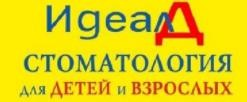 ИдеалД
СТОМАТОЛОГИЯ
для ДЕТЕЙ и ВЗРОСЛЫХ